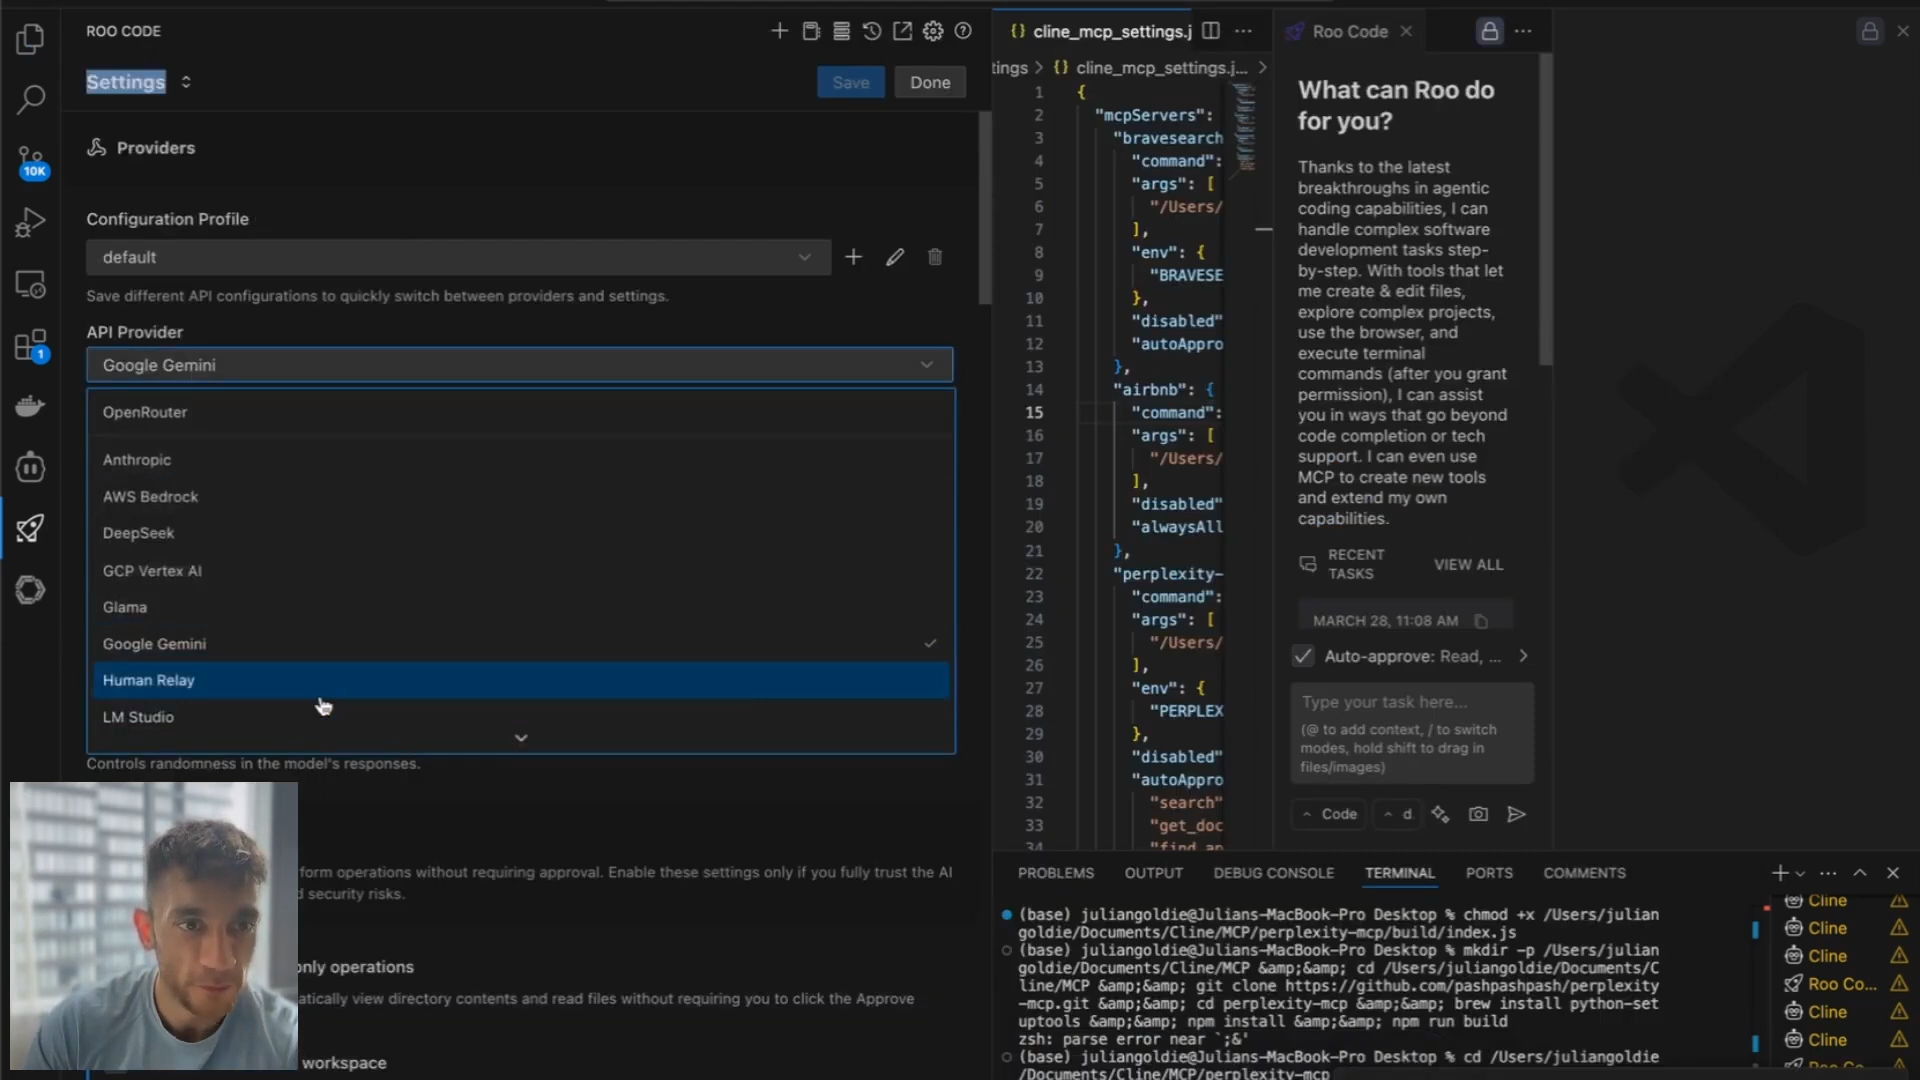 ROO CODE
Settings
Save
Done
Providers
Configuration Profile
default
Save different API configurations to quickly switch between providers and settings.
API Provider
Google Gemini
OpenRouter
Anthropic
AWS Bedrock
DeepSeek
GCP Vertex AI
Glama
Google Gemini
Human Relay
LM Studio
Controls randomness in the model's responses.
form operations without requiring approval. Enable these settings only if you fully trust the AI
d security risks.
only operations
atically view directory contents and read files without requiring you to click the Approve
workspace
10K
1
cline_mcp_settings.j
tings > {} cline_mcp_settings.j... >
1 {
2 "mcpServers":
3 "bravesearch
4 "command":
5 "args": [
6 "/Users/
7 ],
8 "env": {
9 "BRAVESE
10 },
11 "disabled"
12 "autoAppro
13 },
14 "airbnb": {
15 "command":
16 "args": [
17 "/Users/
18 ],
19 "disabled"
20 "alwaysAll
21 },
22 "perplexity-
23 "command":
24 "args": [
25 "/Users/
26 ],
27 "env": {
28 "PERPLEX
29 },
30 "disabled"
31 "autoAppro
32 "search"
33 "get_doc
34 "find_ap
Roo Code
What can Roo do
for you?
Thanks to the latest
breakthroughs in agentic
coding capabilities, I can
handle complex software
development tasks step-
by-step. With tools that let
me create & edit files,
explore complex projects,
use the browser, and
execute terminal
commands (after you grant
permission), I can assist
you in ways that go beyond
code completion or tech
support. I can even use
MCP to create new tools
and extend my own
capabilities.
RECENT
TASKS
VIEW ALL
MARCH 28, 11:08 AM
Auto-approve: Read, ...
Type your task here...
(@ to add context, / to switch
modes, hold shift to drag in
files/images)
Code
d
PROBLEMS OUTPUT DEBUG CONSOLE TERMINAL PORTS COMMENTS
(base) juliangoldie@Julians-MacBook-Pro Desktop % chmod +x /Users/julian
goldie/Documents/Cline/MCP/perplexity-mcp/build/index.js
(base) juliangoldie@Julians-MacBook-Pro Desktop % mkdir -p /Users/julian
goldie/Documents/Cline/MCP &amp;&amp; cd /Users/juliangoldie/Documents/C
line/MCP &amp;&amp; git clone https://github.com/pashpashpash/perplexity
-mcp.git &amp;&amp; cd perplexity-mcp &amp;&amp; brew install python-set
uptools &amp;&amp; npm install &amp;&amp; npm run build
zsh: parse error near `;&'
(base) juliangoldie@Julians-MacBook-Pro Desktop % cd /Users/juliangoldie
/Documents/Cline/MCP/perplexity-mcp
Cline
Cline
Cline
Roo Co...
Cline
Cline
Roo Co...